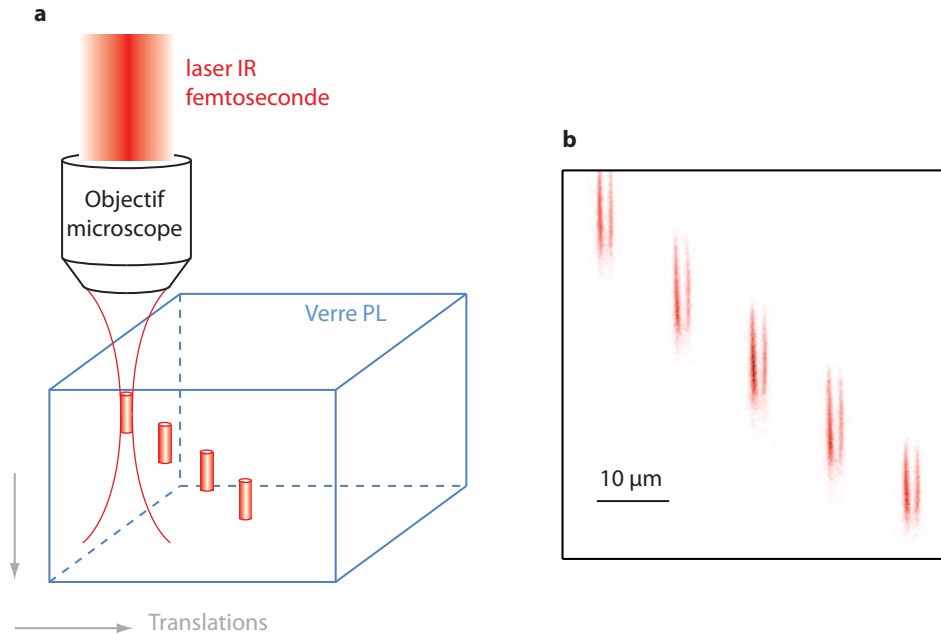 a
laser IR
femtoseconde
Objectif
microscope
Verre PL
Translations
b
10 µm